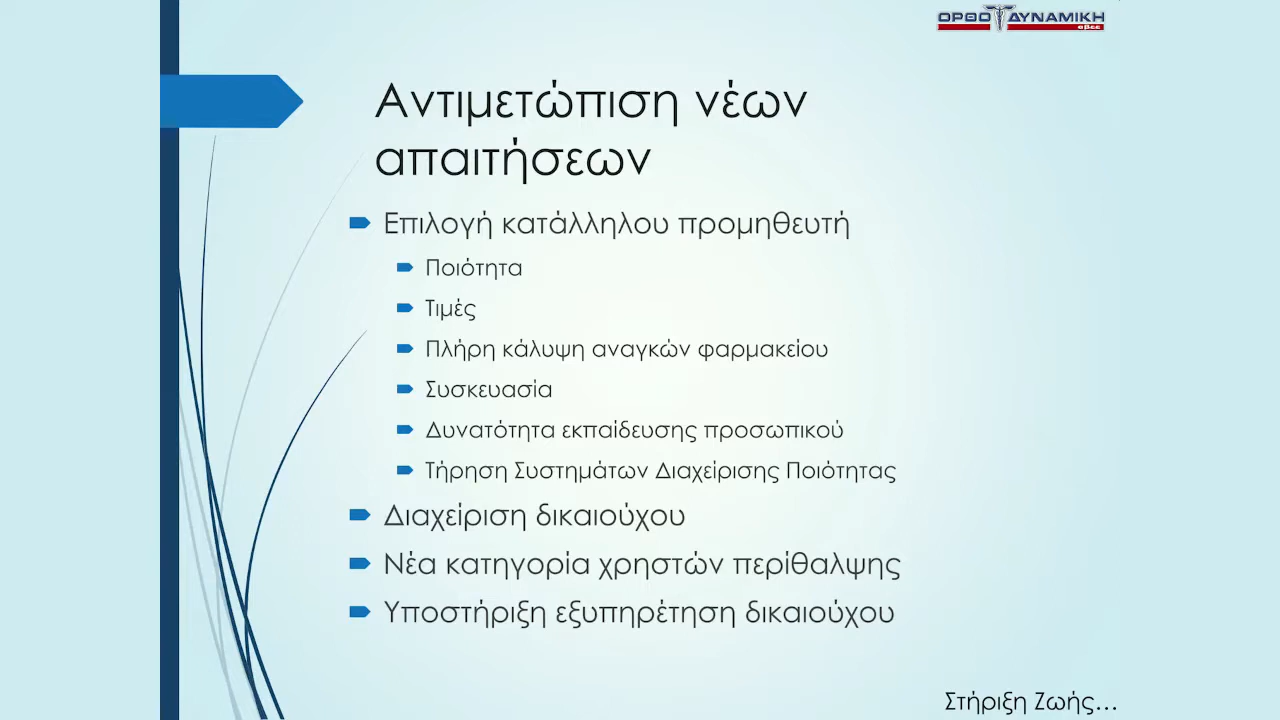 ΟΡΘΟ ΔΥΝΑΜΙΚΗ
οβεε
Αντιμετώπιση νέων
απαιτήσεων
Επιλογή κατάλληλου προμηθευτή
Ποιότητα
Τιμές
Πλήρη κάλυψη αναγκών φαρμακείου
Συσκευασία
Δυνατότητα εκπαίδευσης προσωπικού
Τήρηση Συστημάτων Διαχείρισης Ποιότητας
Διαχείριση δικαιούχου
Νέα κατηγορία χρηστών περίθαλψης
Υποστήριξη εξυπηρέτηση δικαιούχου
Στήριξη Ζωής...